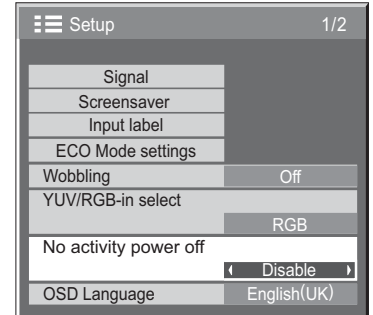 Setup 1/2
Signal
Screensaver
Input label
ECO Mode settings
Wobbling Off
YUV/RGB-in select
RGB
No activity power off
Disable
OSD Language English(UK)